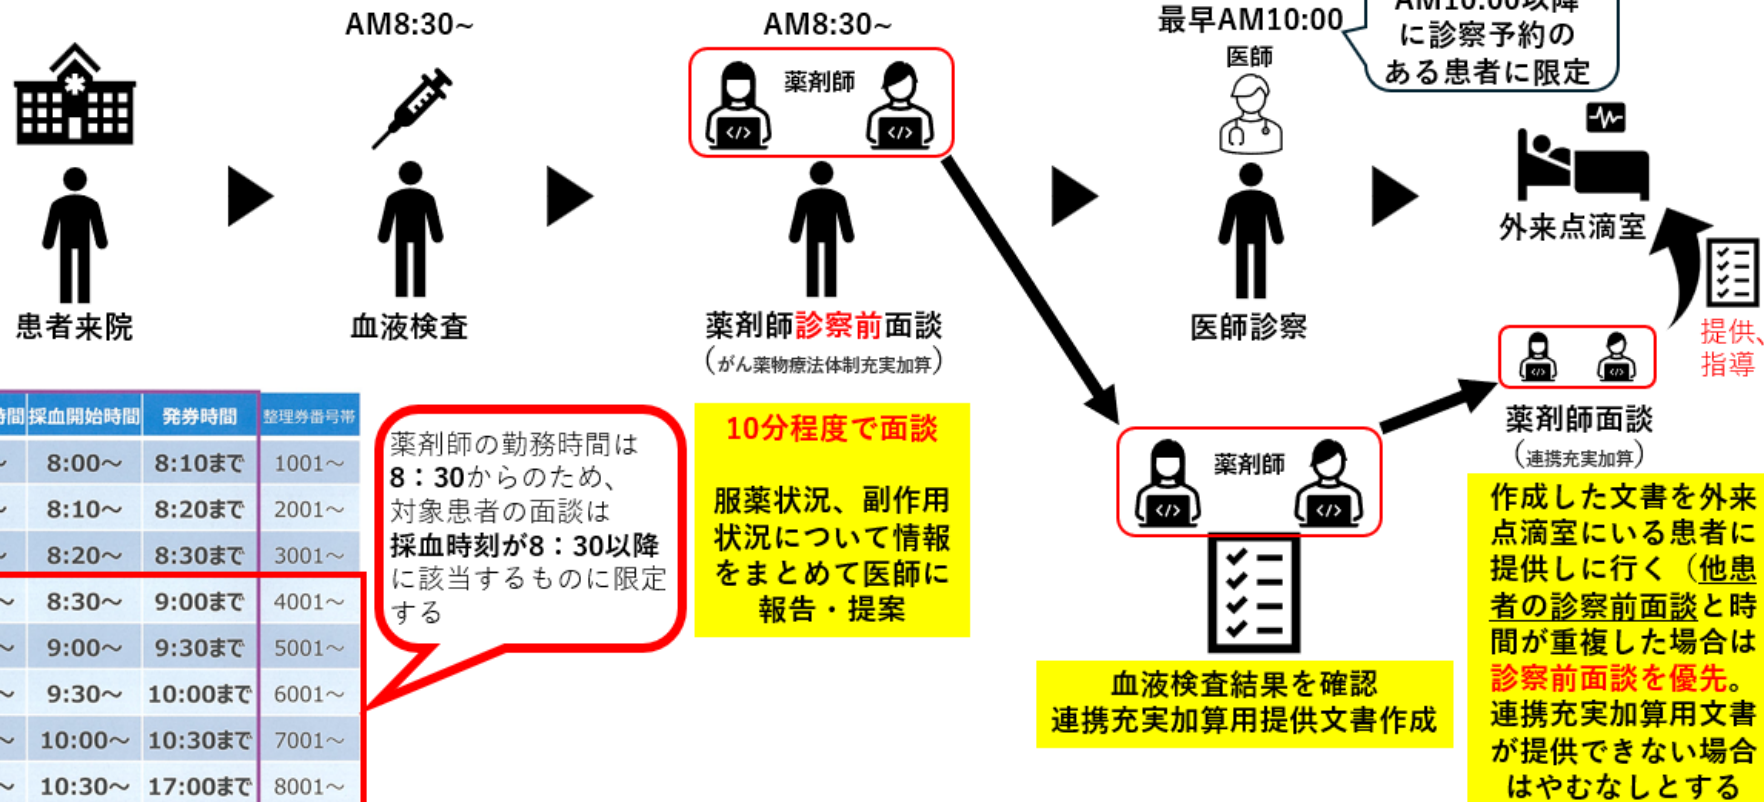 AM8:30~
AM8:30~
最早AM10:00
AM10:00以降
に診察予約の
ある患者に限定
薬剤師
医師
外来点滴室
患者来院
血液検査
薬剤師診察前面談
（がん薬物療法体制充実加算）
医師診察
提供、
指導
薬剤師面談
（連携充実加算）
時間 採血開始時間 発券時間 整理券番号帯
～ 8:00～ 8:10まで 1001～
～ 8:10～ 8:20まで 2001～
～ 8:20～ 8:30まで 3001～
～ 8:30～ 9:00まで 4001～
～ 9:00～ 9:30まで 5001～
～ 9:30～ 10:00まで 6001～
～ 10:00～ 10:30まで 7001～
～ 10:30～ 17:00まで 8001～
薬剤師の勤務時間は
8：30からのため、
対象患者の面談は
採血時刻が8：30以降
に該当するものに限定
する
10分程度で面談
服薬状況、副作用
状況について情報
をまとめて医師に
報告・提案
薬剤師
血液検査結果を確認
連携充実加算用提供文書作成
作成した文書を外来
点滴室にいる患者に
提供しに行く（他患
者の診察前面談と時
間が重複した場合は
診察前面談を優先。
連携充実加算用文書
が提供できない場合
はやむなしとする